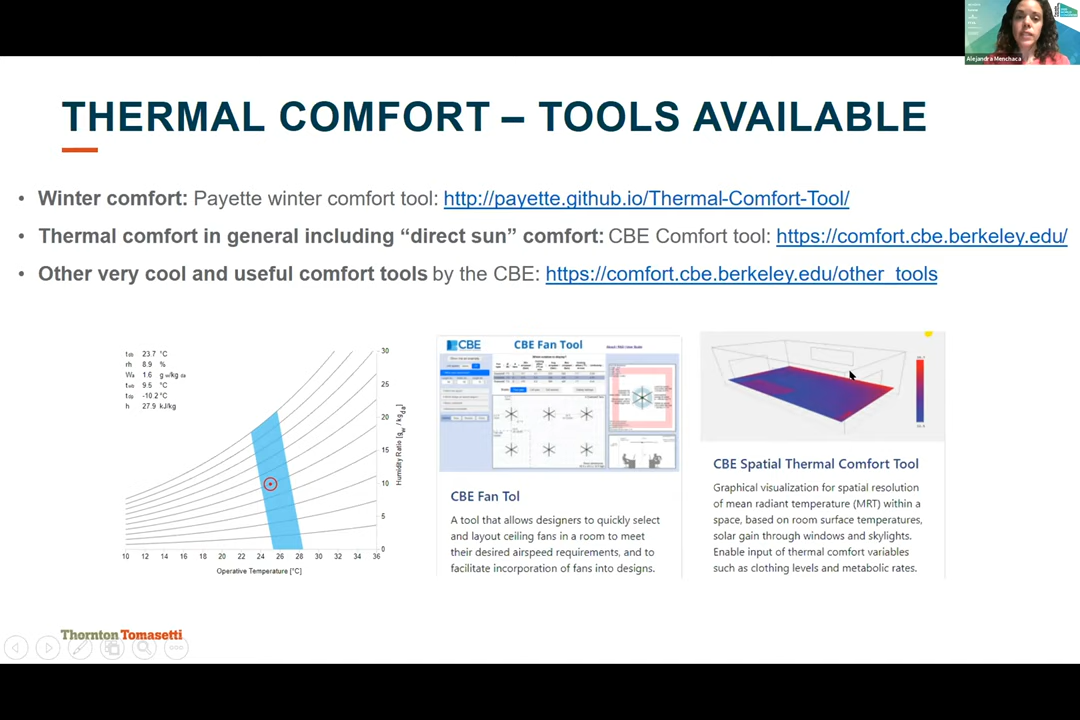 Alejandra Menchaca
THERMAL COMFORT – TOOLS AVAILABLE
• Winter comfort: Payette winter comfort tool: http://payette.github.io/Thermal-Comfort-Tool/
• Thermal comfort in general including “direct sun” comfort: CBE Comfort tool: https://comfort.cbe.berkeley.edu/
• Other very cool and useful comfort tools by the CBE: https://comfort.cbe.berkeley.edu/other_tools
tdb 23.7 °C
rh 8.9 %
Wa 1.6 gw/kgda
twb 9.5 °C
tdp -10.2 °C
h 27.9 kJ/kg
30
25
20
15
10
5
0
Humidity Ratio [gw / kgda]
10 12 14 16 18 20 22 24 26 28 30 32 34 36
Operative Temperature [°C]
CBE
CBE Fan Tool
CBE Fan Tol
A tool that allows designers to quickly select
and layout ceiling fans in a room to meet
their desired airspeed requirements, and to
facilitate incorporation of fans into designs.
CBE Spatial Thermal Comfort Tool
Graphical visualization for spatial resolution
of mean radiant temperature (MRT) within a
space, based on room surface temperatures,
solar gain through windows and skylights.
Enable input of thermal comfort variables
such as clothing levels and metabolic rates.
Thornton Tomasetti